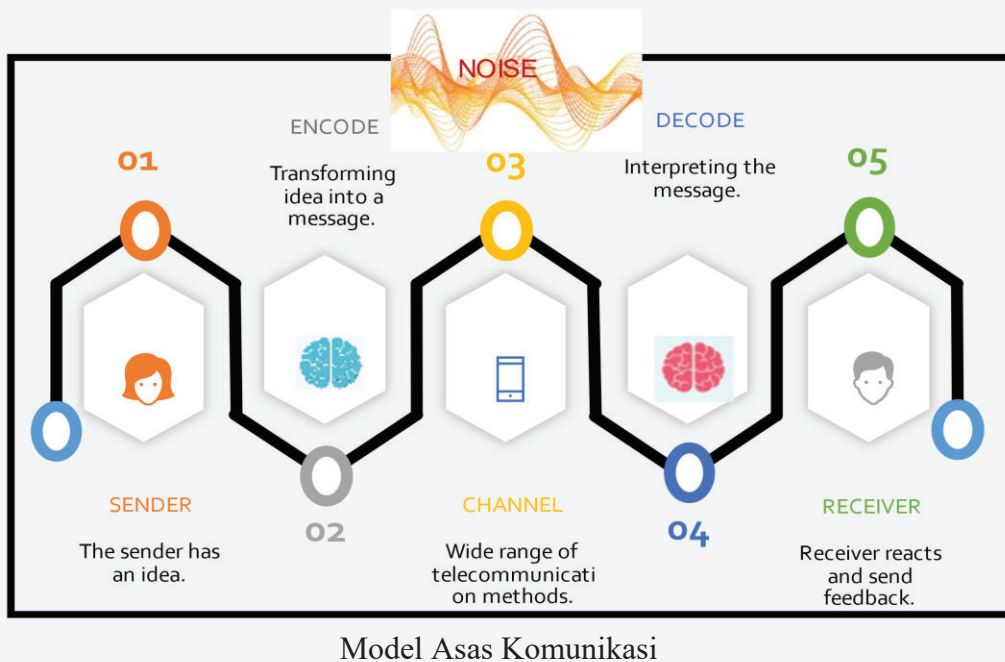 NOISE
01
SENDER
The sender has
an idea.
ENCODE
Transforming
idea into a
message.
02
03
CHANNEL
Wide range of
telecommunicati
on methods.
DECODE
Interpreting the
message.
04
05
RECEIVER
Receiver reacts
and send
feedback.
Model Asas Komunikasi